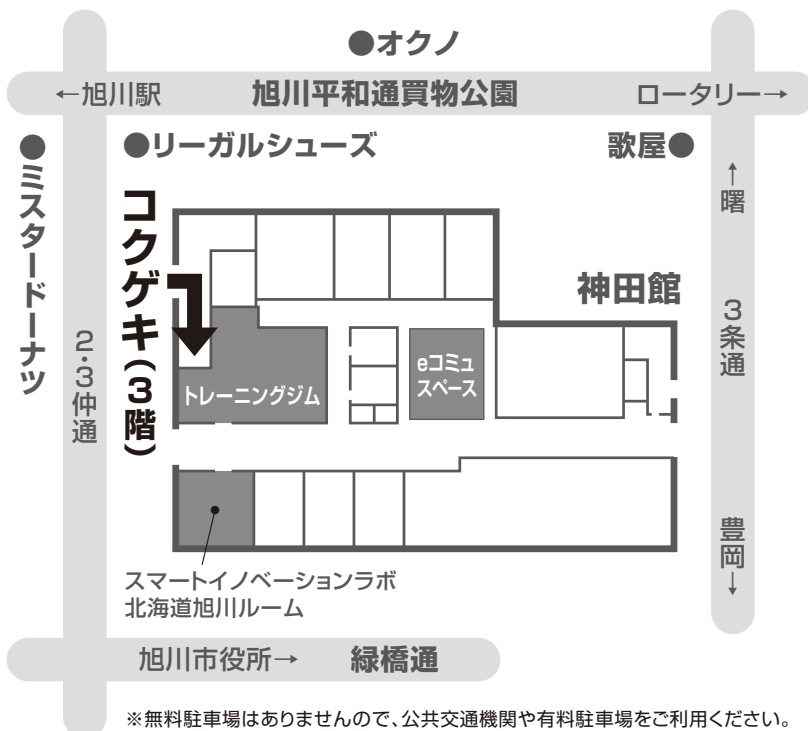 ●オクノ
←旭川駅
旭川平和通買物公園
ロータリー→
●ミスタードーナツ
●リーガルシューズ
歌屋●
↑曙
コクゲキ(3階)
神田館
2・3仲通
3条通
トレーニングジム
eコミュ
スペース
豊岡↓
スマートイノベーションラボ
北海道旭川ルーム
旭川市役所→
緑橋通
※無料駐車場はありませんので、公共交通機関や有料駐車場をご利用ください。